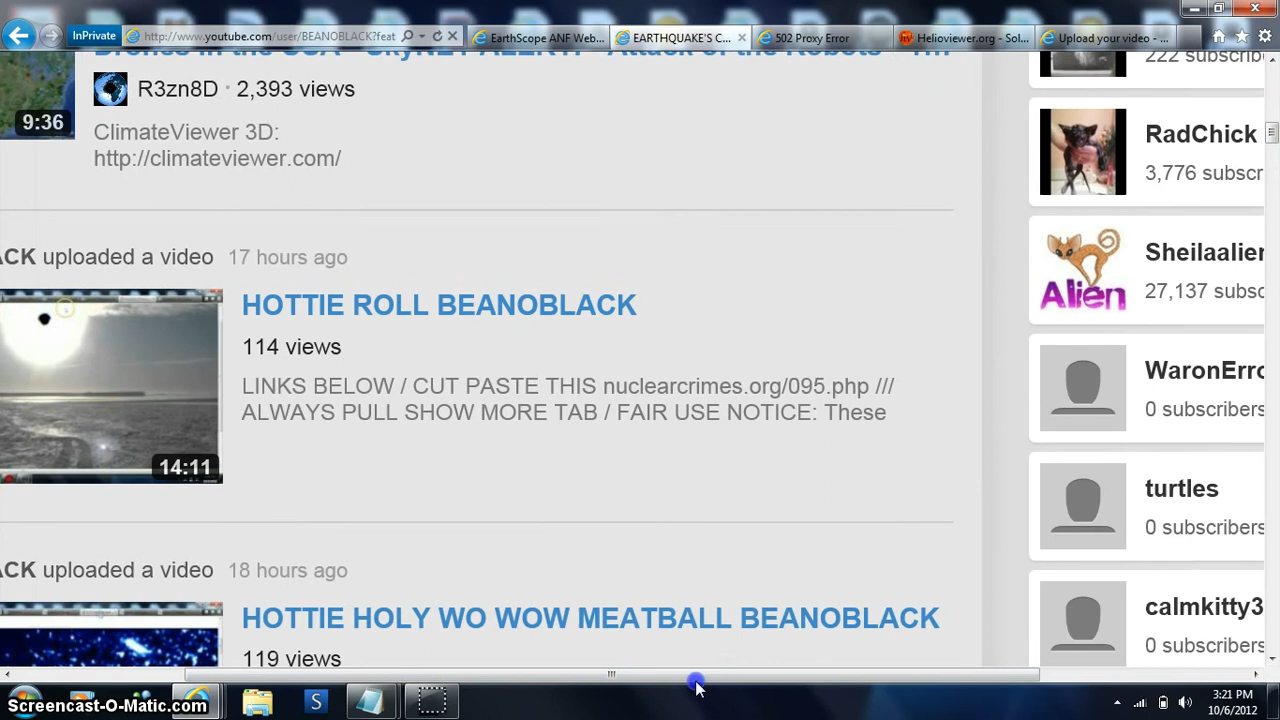 InPrivate
http://www.youtube.com/user/BEANOBLACK?feat
EarthScope ANF Web...
EARTHQUAKE'S C...
502 Proxy Error
Helioviewer.org - Sol...
Upload your video - ...
R3zn8D · 2,393 views
9:36
ClimateViewer 3D:
http://climateviewer.com/
ACK uploaded a video 17 hours ago
HOTTIE ROLL BEANOBLACK
114 views
LINKS BELOW / CUT PASTE THIS nuclearcrimes.org/095.php ///
ALWAYS PULL SHOW MORE TAB / FAIR USE NOTICE: These
14:11
ACK uploaded a video 18 hours ago
HOTTIE HOLY WO WOW MEATBALL BEANOBLACK
119 views
222 subscrib
RadChick
3,776 subscr
Sheilaalien
27,137 subsc
Alien
WaronErro
0 subscribers
turtles
0 subscribers
calmkitty3
0 subscribers
Screencast-O-Matic.com
S
3:21 PM
10/6/2012